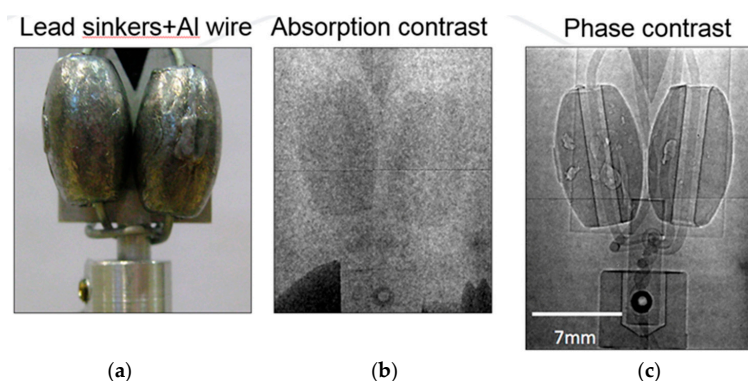 Lead sinkers+Al wire
Absorption contrast
Phase contrast
7mm
(a)
(b)
(c)